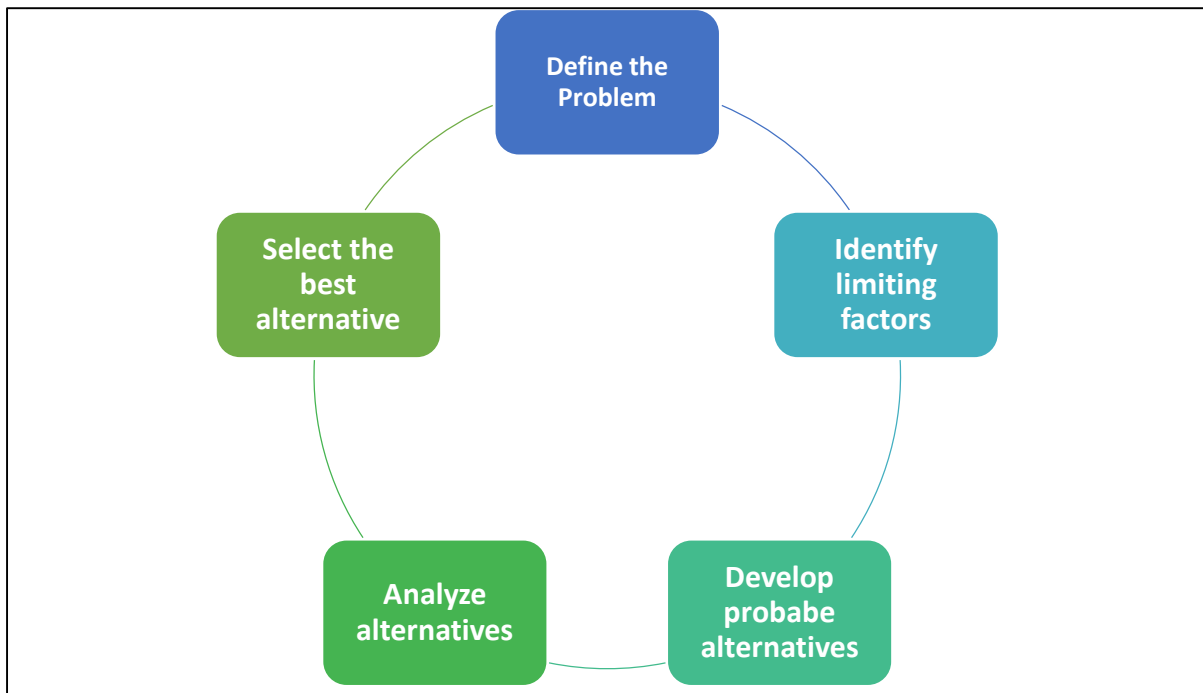 Define the
Problem
Identify
limiting
factors
Develop
probabe
alternatives
Analyze
alternatives
Select the
best
alternative